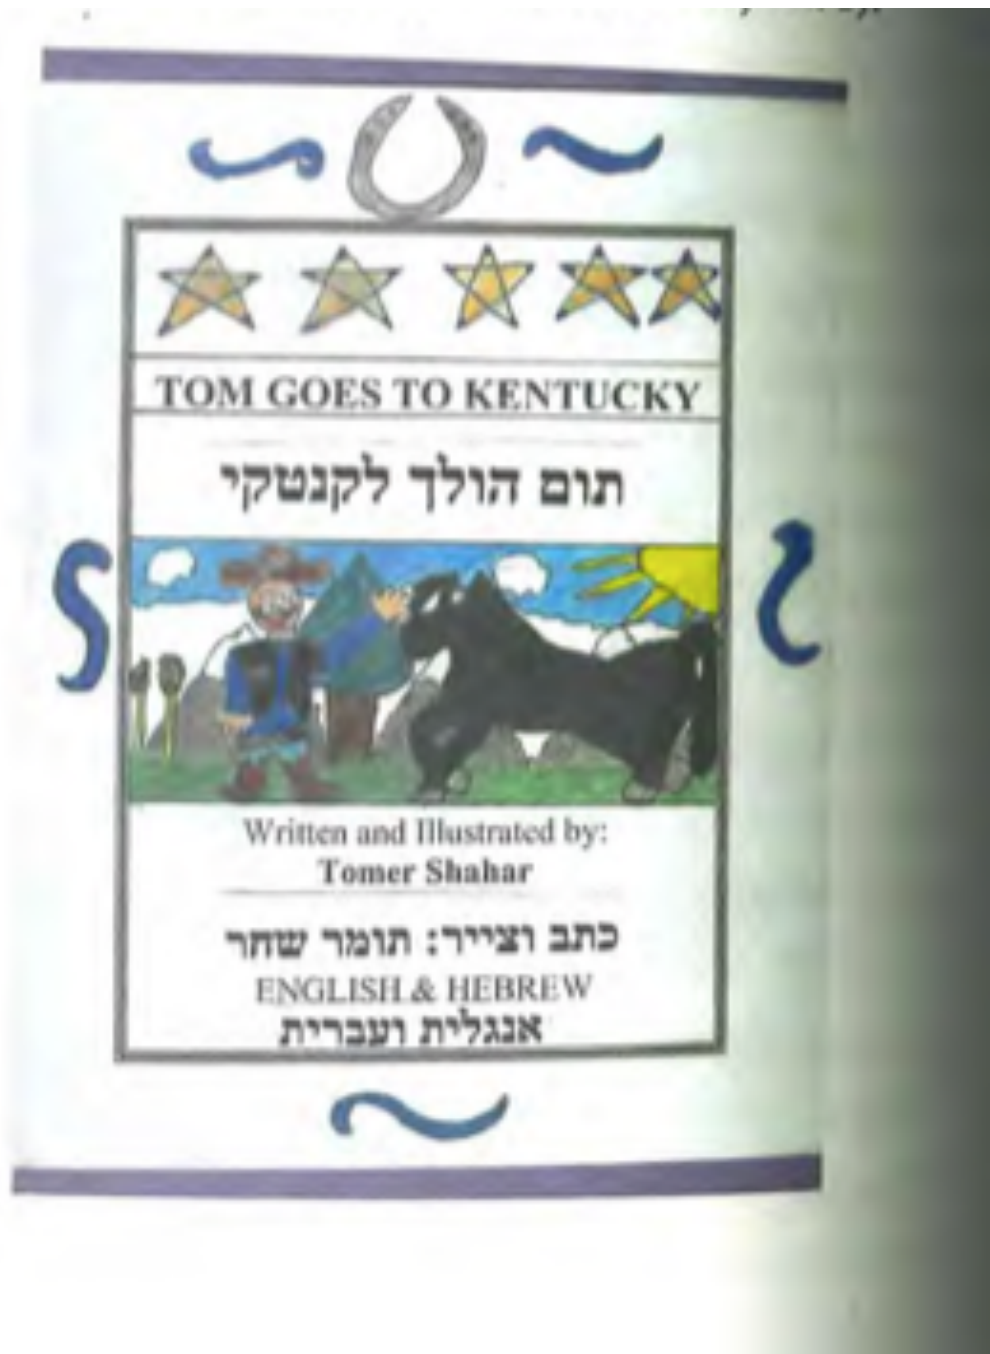 TOM GOES TO KENTUCKY
תום הולך לקנטקי
Written and Illustrated by:
Tomer Shahar
כתב וצייר: תומר שחר
ENGLISH & HEBREW
אנגלית ועברית